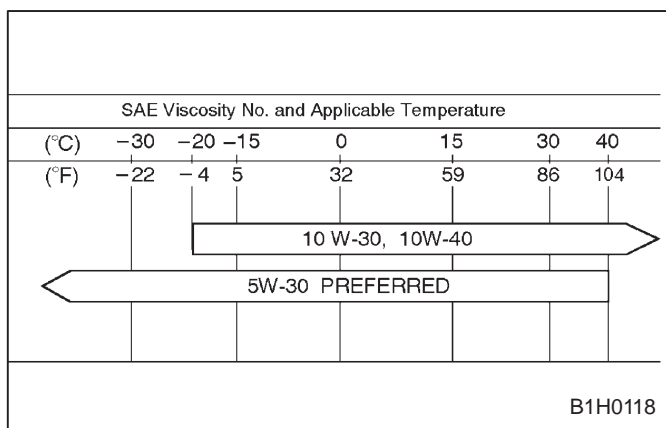 SAE Viscosity No. and Applicable Temperature
(°C) −30 −20 −15 0 15 30 40
(°F) −22 −4 5 32 59 86 104
10 W-30, 10W-40
5W-30 PREFERRED
B1H0118